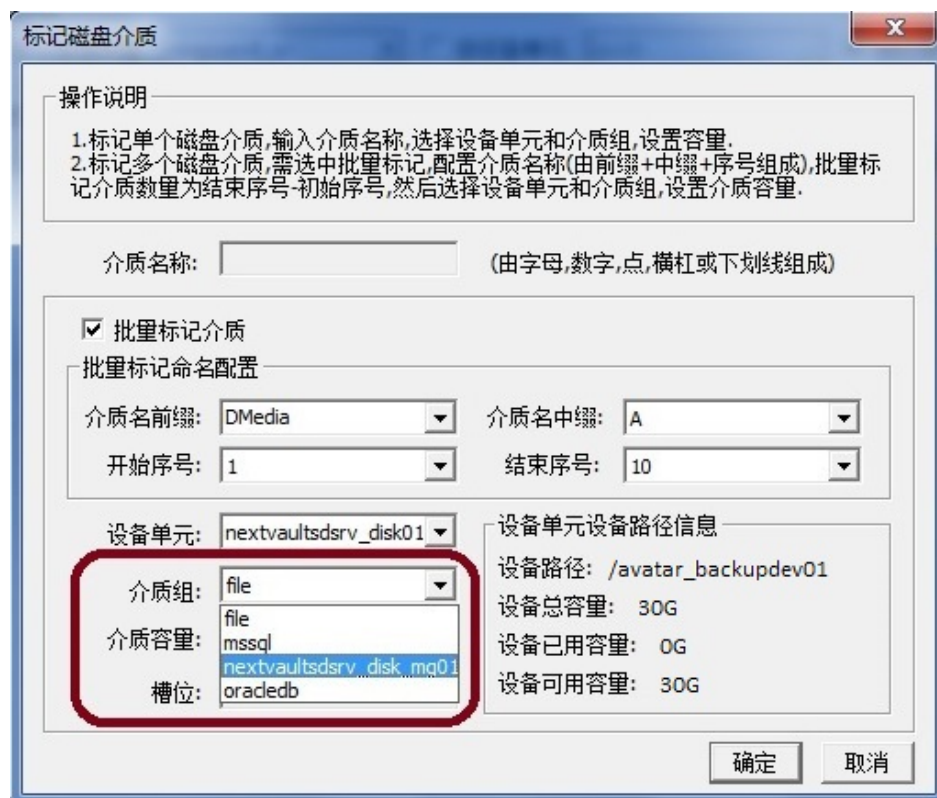 标记磁盘介质
操作说明
1.标记单个磁盘介质,输入介质名称,选择设备单元和介质组,设置容量.
2.标记多个磁盘介质,需选中批量标记,配置介质名称(由前缀+中缀+序号组成),批量标
记介质数量为结束序号-初始序号,然后选择设备单元和介质组,设置介质容量.
介质名称: (由字母,数字,点,横杠或下划线组成)
批量标记介质
批量标记命名配置
介质名前缀: DMedia 介质名中缀: A
开始序号: 1 结束序号: 10
设备单元: nextvaultsdsrv_disk01
设备单元设备路径信息
介质组: file
设备路径: /avatar_backupdev01
file
设备总容量: 30G
介质容量: mssql
设备已用容量: 0G
nextvaultsdsrv_disk_mg01
槽位: oracledb
设备可用容量: 30G
确定 取消